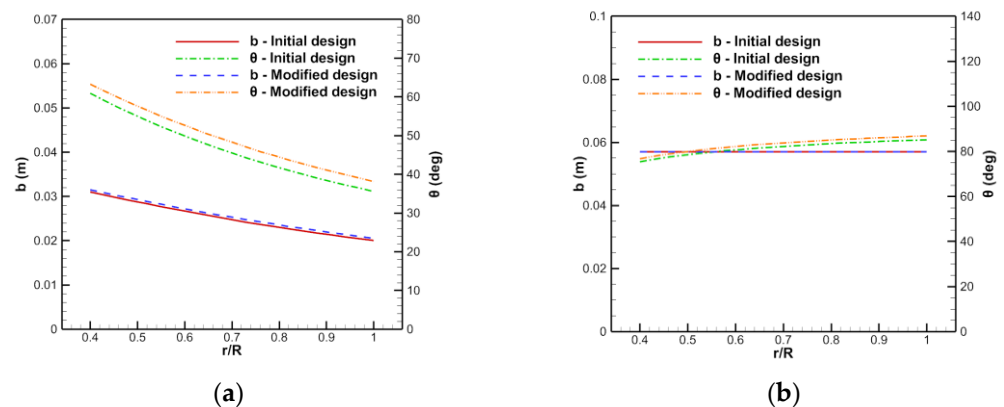 0.07
0.06
0.05
0.04
0.03
0.02
0.01
0
b (m)
80
70
60
50
40
30
20
10
0
θ (deg)
b - Initial design
θ - Initial design
b - Modified design
θ - Modified design
0.4 0.5 0.6 0.7 0.8 0.9 1
r/R
(a)
0.1
0.08
0.06
0.04
0.02
0
b (m)
140
120
100
80
60
40
20
0
θ (deg)
b - Initial design
θ - Initial design
b - Modified design
θ - Modified design
0.4 0.5 0.6 0.7 0.8 0.9 1
r/R
(b)